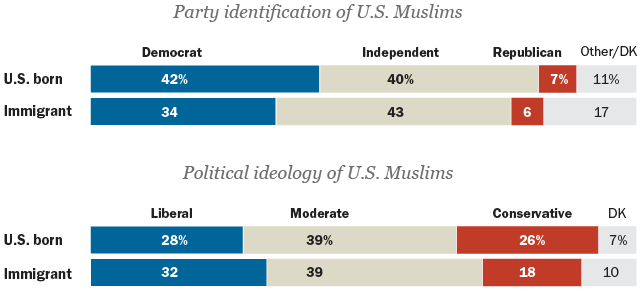 Party identification of U.S. Muslims
Democrat Independent Republican Other/DK
U.S. born 42% 40% 7% 11%
Immigrant 34 43 6 17
Political ideology of U.S. Muslims
Liberal Moderate Conservative DK
U.S. born 28% 39% 26% 7%
Immigrant 32 39 18 10